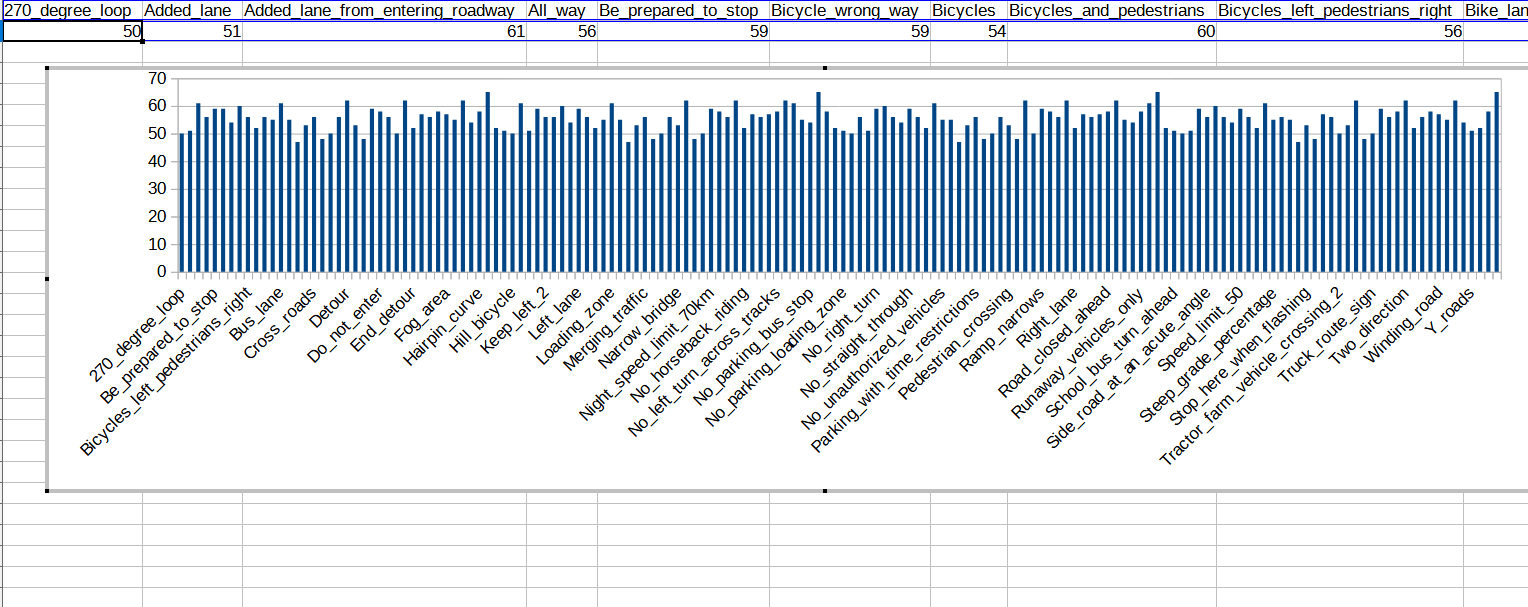 270_degree_loop Added_lane Added_lane_from_entering_roadway All_way Be_prepared_to_stop Bicycle_wrong_way Bicycles Bicycles_and_pedestrians Bicycles_left_pedestrians_right Bike_lan
50 51 61 56 59 59 54 60 56
70
60
50
40
30
20
10
0
270_degree_loop
Be_prepared_to_stop
Bicycles_left_pedestrians_right
Bus_lane
Cross_roads
Detour
Do_not_enter
End_detour
Fog_area
Hairpin_curve
Hill_bicycle
Keep_left_2
Left_lane
Loading_zone
Merging_traffic
Narrow_bridge
Night_speed_limit_70km
No_horseback_riding
No_left_turn_across_tracks
No_parking_bus_stop
No_parking_loading_zone
No_right_turn
No_straight_through
No_unauthorized_vehicles
Parking_with_time_restrictions
Pedestrian_crossing
Ramp_narrows
Right_lane
Road_closed_ahead
Runaway_vehicles_only
School_bus_turn_ahead
Side_road_at_an_acute_angle
Speed_limit_50
Steep_grade_percentage
Stop_here_when_flashing
Tractor_farm_vehicle_crossing_2
Truck_route_sign
Two_direction
Winding_road
Y_roads